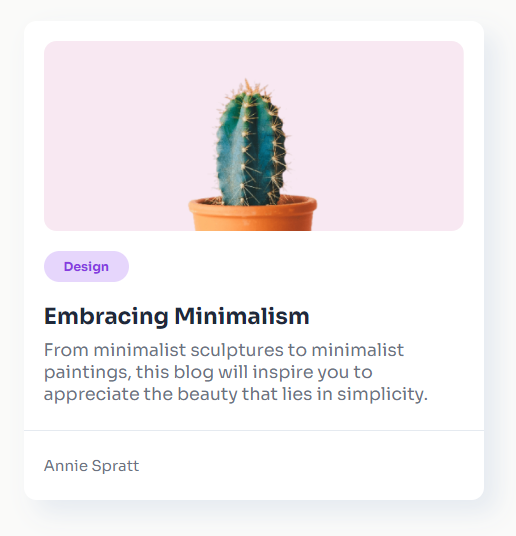 Design
Embracing Minimalism
From minimalist sculptures to minimalist
paintings, this blog will inspire you to
appreciate the beauty that lies in simplicity.
Annie Spratt